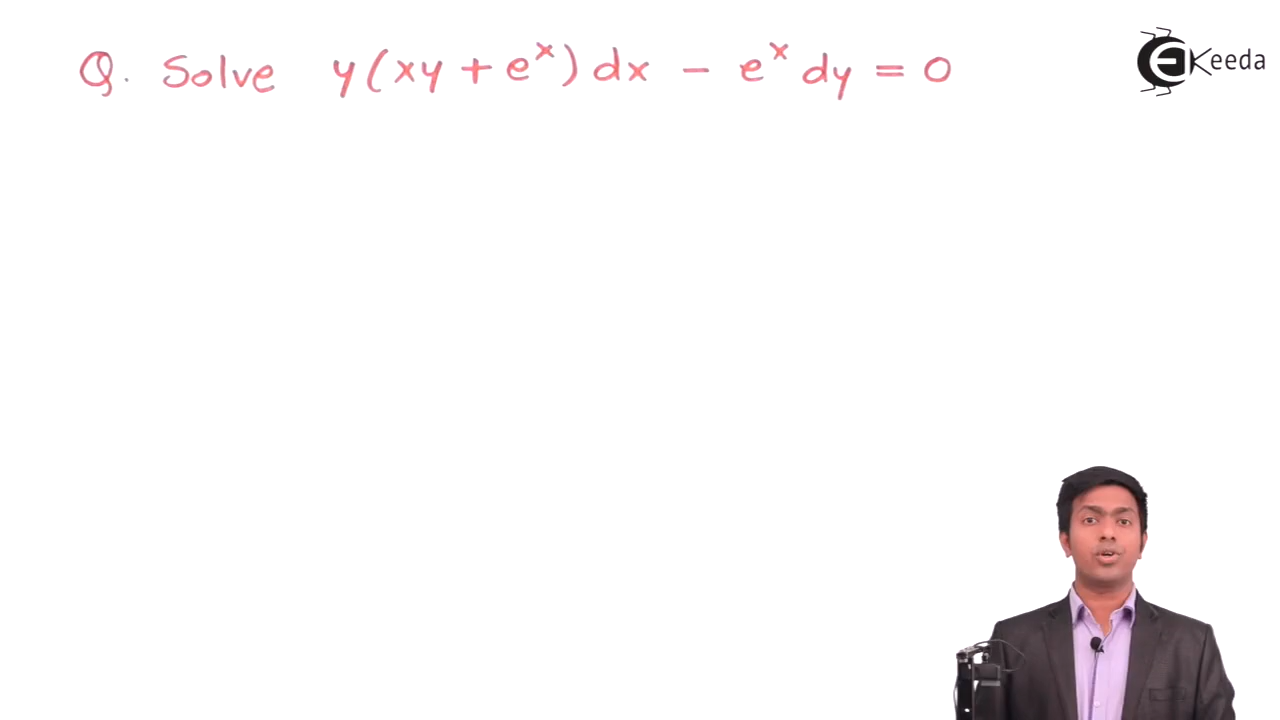 Q. Solve y(xy + e^x) dx - e^x dy = 0
eKeeda